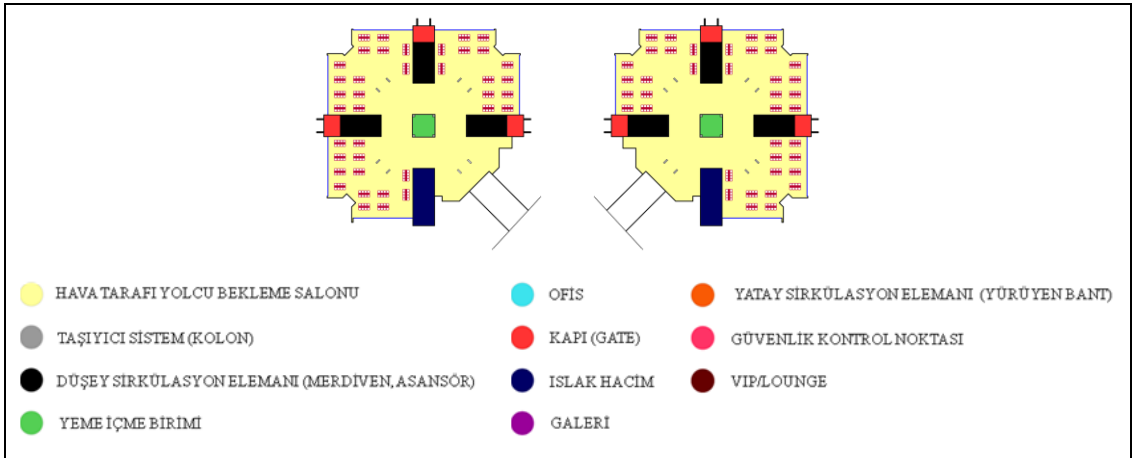 HAVA TARAFI YOLCU BEKLEME SALONU
TAŞIYICI SİSTEM (KOLON)
DÜŞEY SİRKÜLASYON ELEMANI (MERDİVEN, ASANSÖR)
YEME İÇME BİRİMİ
OFİS
KAPI (GATE)
ISLAK HACİM
GALERİ
YATAY SİRKÜLASYON ELEMANI (YÜRÜYEN BANT)
GÜVENLİK KONTROL NOKTASI
VIP/LOUNGE